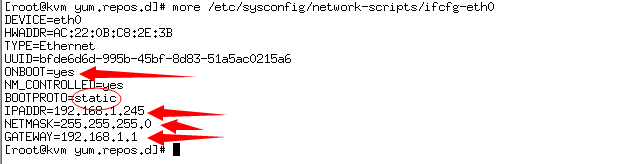 [root@kvm yum.repos.d]# more /etc/sysconfig/network-scripts/ifcfg-eth0
DEVICE=eth0
HWADDR=AC:22:0B:C8:2E:3B
TYPE=Ethernet
UUID=bfde6d6d-995b-45bf-8d83-51a5ac0215a6
ONBOOT=yes
NM_CONTROLLED=yes
BOOTPROTO=static
IPADDR=192.168.1.245
NETMASK=255.255.255.0
GATEWAY=192.168.1.1
[root@kvm yum.repos.d]#